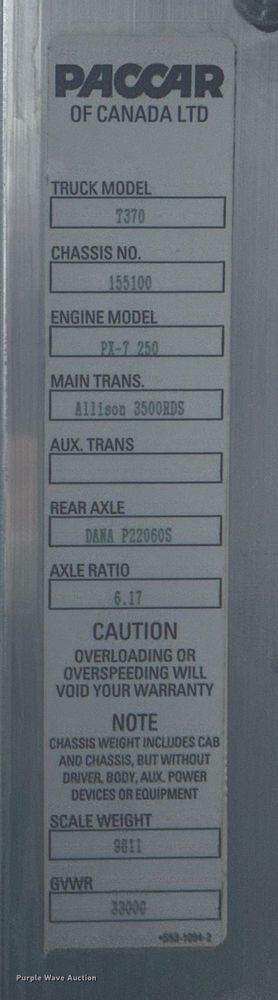 PACCAR
OF CANADA LTD
TRUCK MODEL
T370
CHASSIS NO.
155100
ENGINE MODEL
PX-7 250
MAIN TRANS.
Allison 3500RDS
AUX. TRANS
REAR AXLE
DANA P22060S
AXLE RATIO
6.17
CAUTION
OVERLOADING OR
OVERSPEEDING WILL
VOID YOUR WARRANTY
NOTE
CHASSIS WEIGHT INCLUDES CAB
AND CHASSIS, BUT WITHOUT
DRIVER, BODY, AUX. POWER
DEVICES OR EQUIPMENT
SCALE WEIGHT
GVWR
33000
Purple Wave Auction